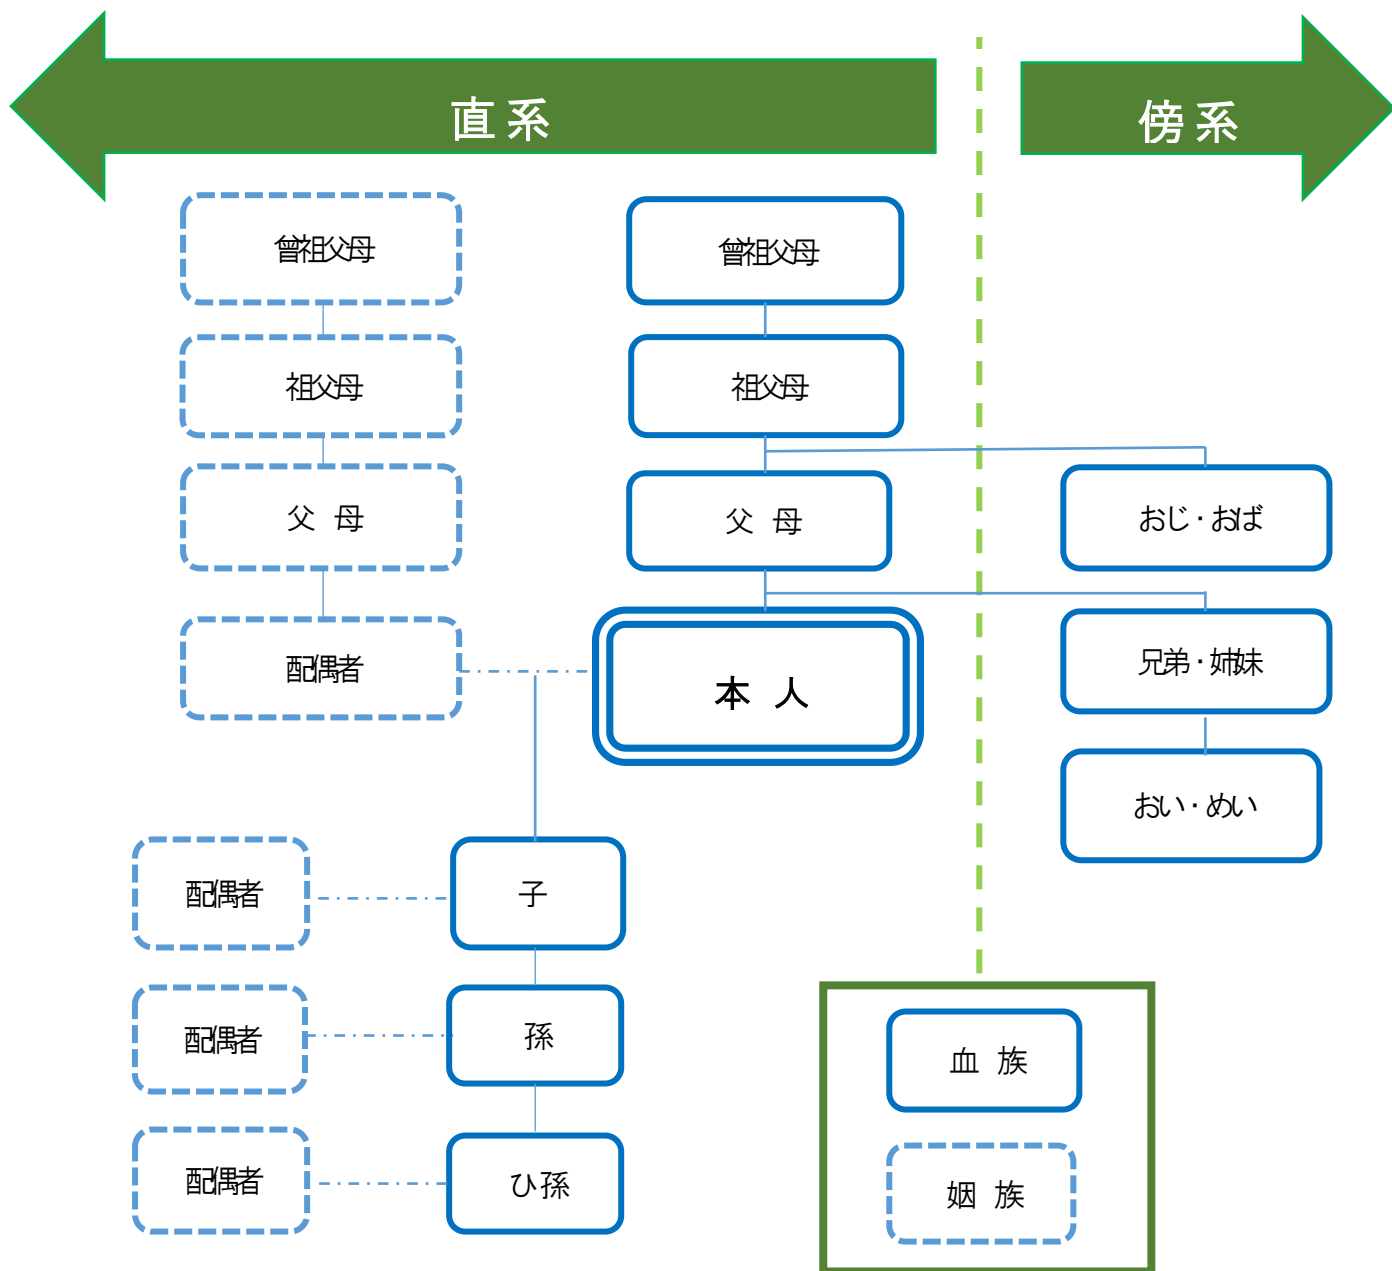 直系
傍系
曾祖父母
曾祖父母
祖父母
祖父母
父 母
父 母
おじ・おば
配偶者
本 人
兄弟・姉妹
おい・めい
配偶者
子
配偶者
孫
血 族
配偶者
ひ孫
姻 族